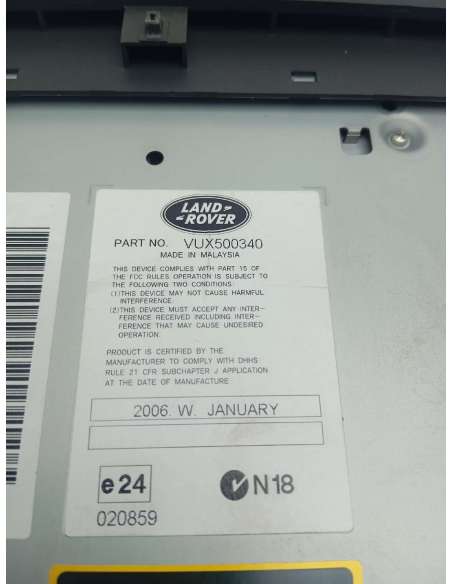 LAND-
-ROVER
PART NO. VUX500340
MADE IN MALAYSIA
THIS DEVICE COMPLIES WITH PART 15 OF
THE FCC RULES OPERATION IS SUBJECT TO
THE FOLLOWING TWO CONDITIONS:
(1)THIS DEVICE MAY NOT CAUSE HARMFUL
INTERFERENCE.
(2)THIS DEVICE MUST ACCEPT ANY INTER-
FERENCE RECEIVED INCLUDING INTER-
FERENCE THAT MAY CAUSE UNDESIRED
OPERATION.
PRODUCT IS CERTIFIED BY THE
MANUFACTURER TO COMPLY WITH DHHS
RULE 21 CFR SUBCHAPTER J APPLICATION
AT THE DATE OF MANUFACTURE
2006. W. JANUARY
e24
N18
020859